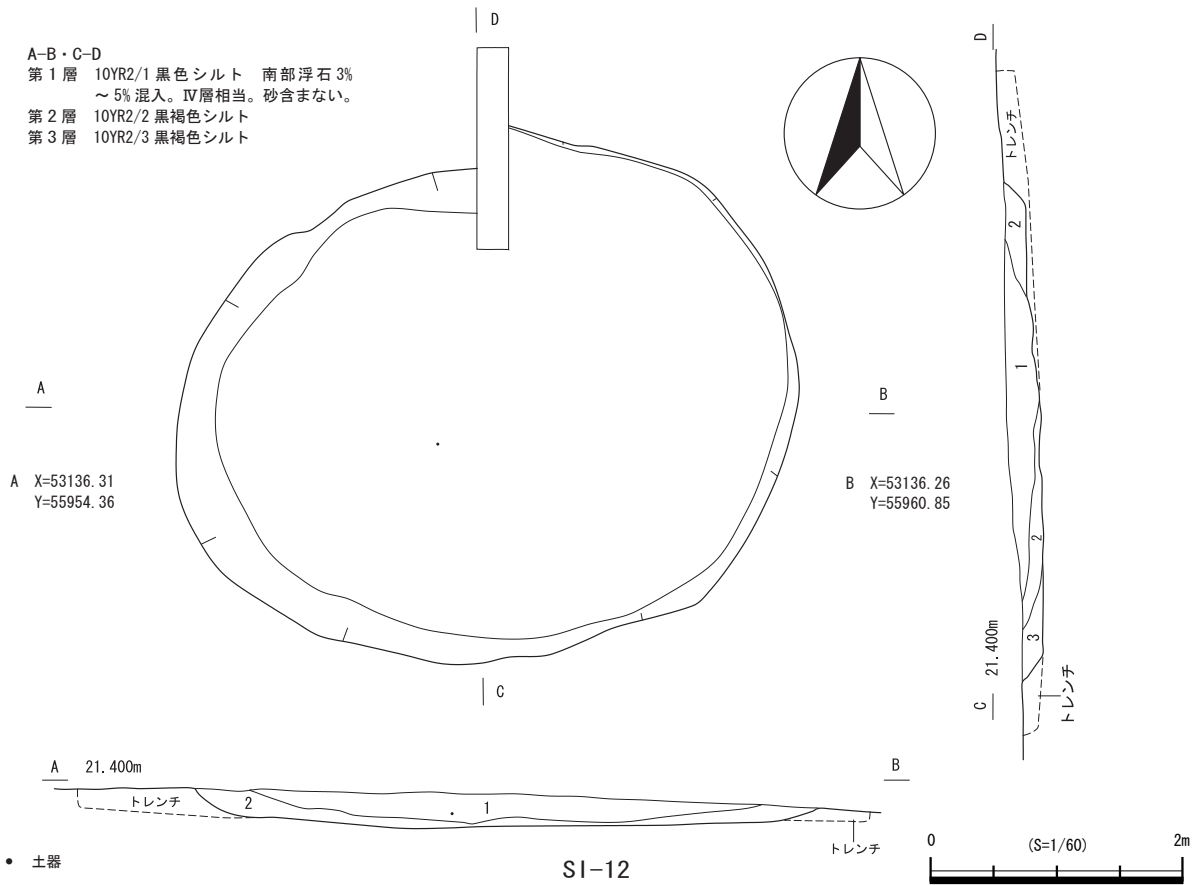 D
A-B・C-D
第1層 10YR2/1 黒色シルト 南部浮石3%
～5%混入。Ⅳ層相当。砂含まない。
第2層 10YR2/2 黒褐色シルト
第3層 10YR2/3 黒褐色シルト
A
B
A X=53136.31
Y=55954.36
B X=53136.26
Y=55960.85
C
D
トレンチ
2
1
2
3
C 21.400m
トレンチ
A 21.400m
B
トレンチ
2
1
トレンチ
● 土器
SI-12
0 (S=1/60) 2m